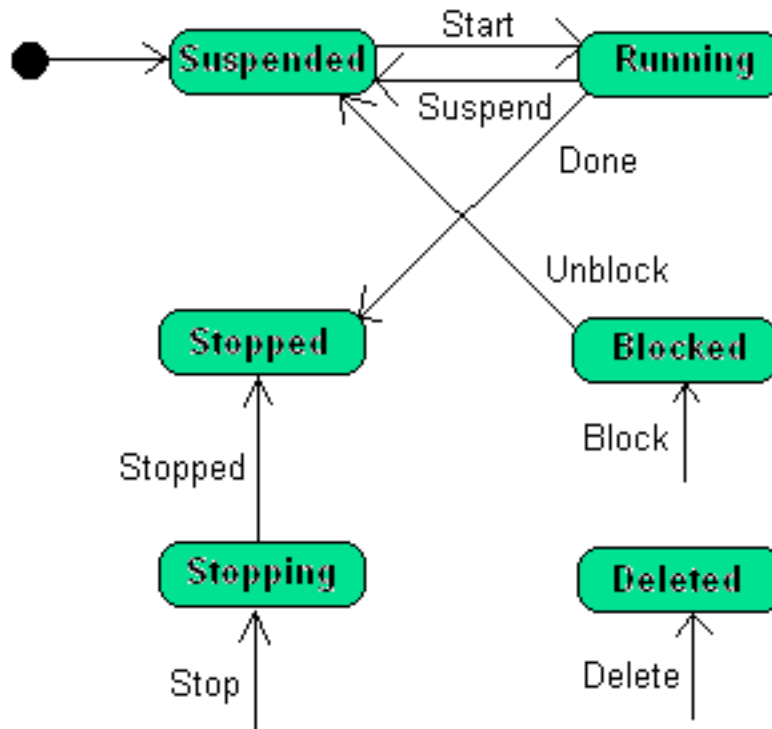 Start
Suspended
Running
Suspend
Done
Unblock
Stopped
Blocked
Block
Stopped
Stopping
Deleted
Stop
Delete